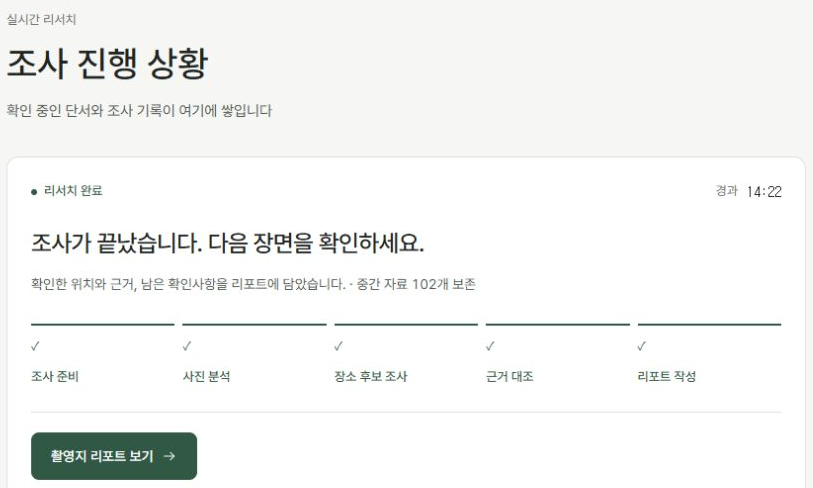 실시간 리서치
조사 진행 상황
확인 중인 단서와 조사 기록이 여기에 쌓입니다
리서치 완료
경과 14:22
조사가 끝났습니다. 다음 장면을 확인하세요.
확인한 위치와 근거, 남은 확인사항을 리포트에 담았습니다. · 중간 자료 102개 보존
✓ ✓ ✓ ✓ ✓
조사 준비 사진 분석 장소 후보 조사 근거 대조 리포트 작성
촬영지 리포트 보기 →